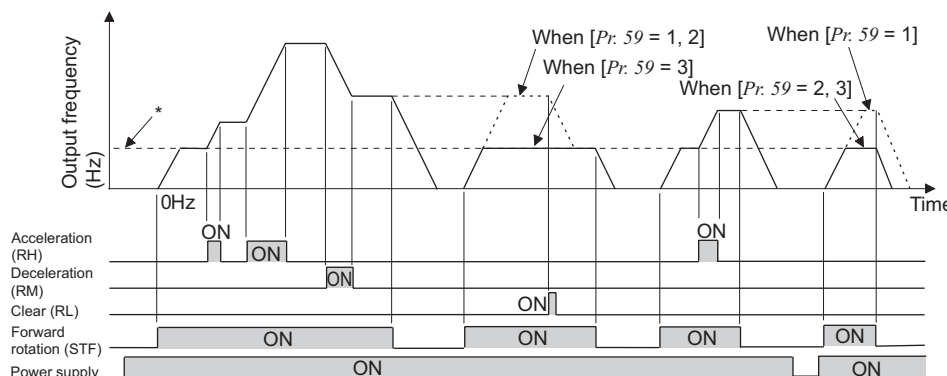 Output frequency
(Hz)
*
When [Pr. 59 = 1, 2]
When [Pr. 59 = 3]
When [Pr. 59 = 1]
When [Pr. 59 = 2, 3]
0Hz
Time
Acceleration
(RH)
ON
ON
ON
Deceleration
(RM)
ON
Clear (RL)
ON
Forward
rotation (STF)
ON
ON
ON
ON
Power supply
ON
ON